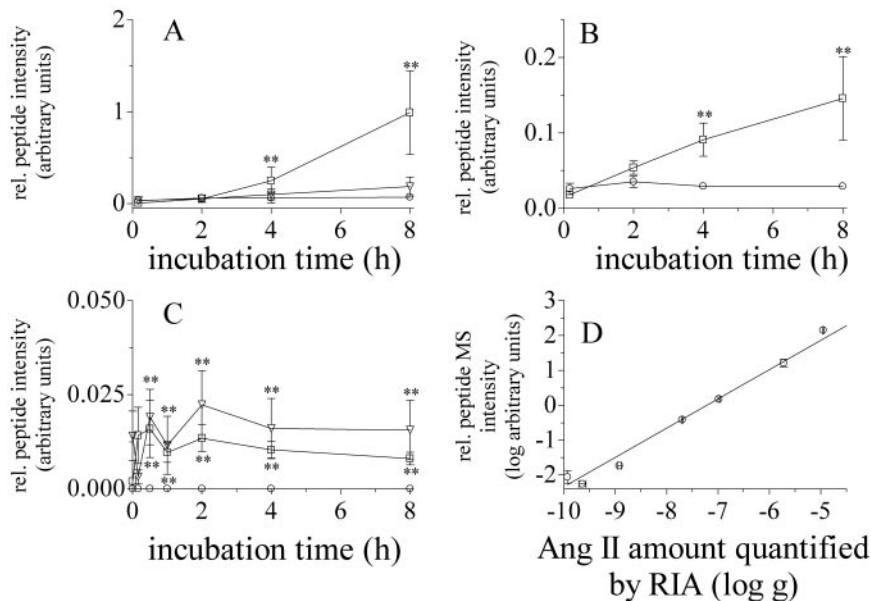 A
rel. peptide intensity
(arbitrary units)
2
1
0
**
**
0 2 4 6 8
incubation time (h)
B
rel. peptide intensity
(arbitrary units)
0.2
0.1
0.0
**
**
0 2 4 6 8
incubation time (h)
C
rel. peptide intensity
(arbitrary units)
0.050
0.025
0.000
** ** ** ** **
** ** ** ** **
0 2 4 6 8
incubation time (h)
D
rel. peptide MS
intensity
(log arbitrary units)
3
2
1
0
-1
-2
-10 -9 -8 -7 -6 -5
Ang II amount quantified
by RIA (log g)